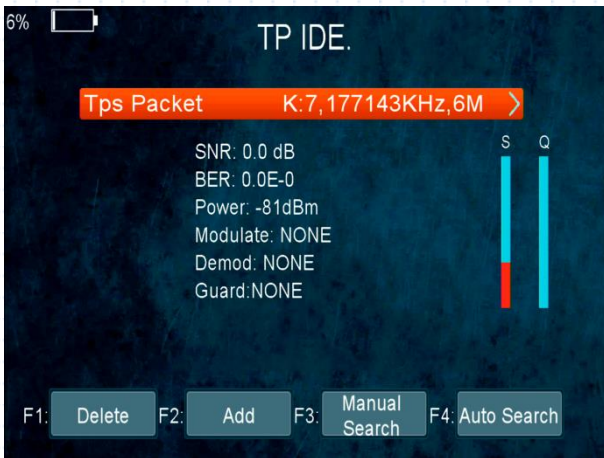 6%
TP IDE.
Tps Packet K:7,177143KHz,6M
S Q
SNR: 0.0 dB
BER: 0.0E-0
Power: -81dBm
Modulate: NONE
Demod: NONE
Guard:NONE
F1: Delete F2: Add F3: Manual Search F4: Auto Search